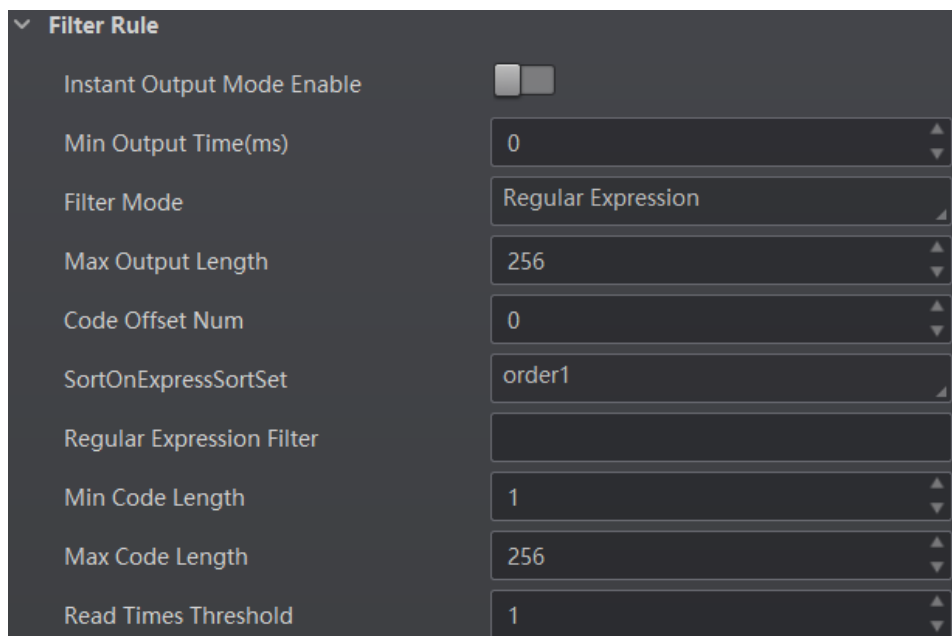 Filter Rule
Instant Output Mode Enable
Min Output Time(ms) 0
Filter Mode Regular Expression
Max Output Length 256
Code Offset Num 0
SortOnExpressSortSet order1
Regular Expression Filter
Min Code Length 1
Max Code Length 256
Read Times Threshold 1